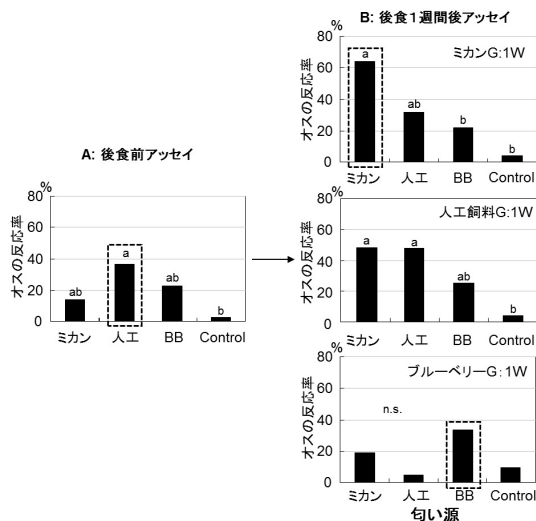 A: 後食前アッセイ
%
80
60
40
20
0
オスの反応率
ab
a
ab
b
ミカン 人工 BB Control
B: 後食1週間後アッセイ
%
80
60
40
20
0
オスの反応率
ミカンG:1W
a
ab
b
b
ミカン 人工 BB Control
%
80
60
40
20
0
オスの反応率
人工飼料G:1W
a
a
ab
b
ミカン 人工 BB Control
%
80
60
40
20
0
オスの反応率
ブルーベリーG:1W
n.s.
ミカン 人工 BB Control
匂い源